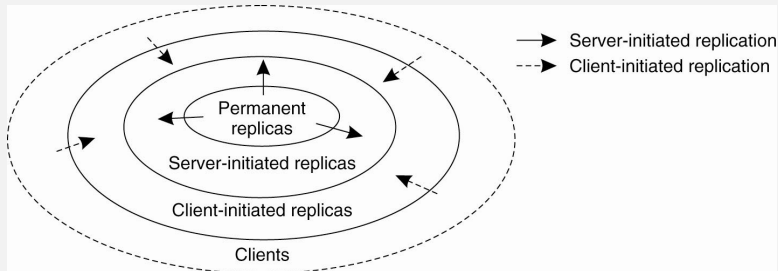 Server-initiated replication
Client-initiated replication
Permanent
replicas
Server-initiated replicas
Client-initiated replicas
Clients